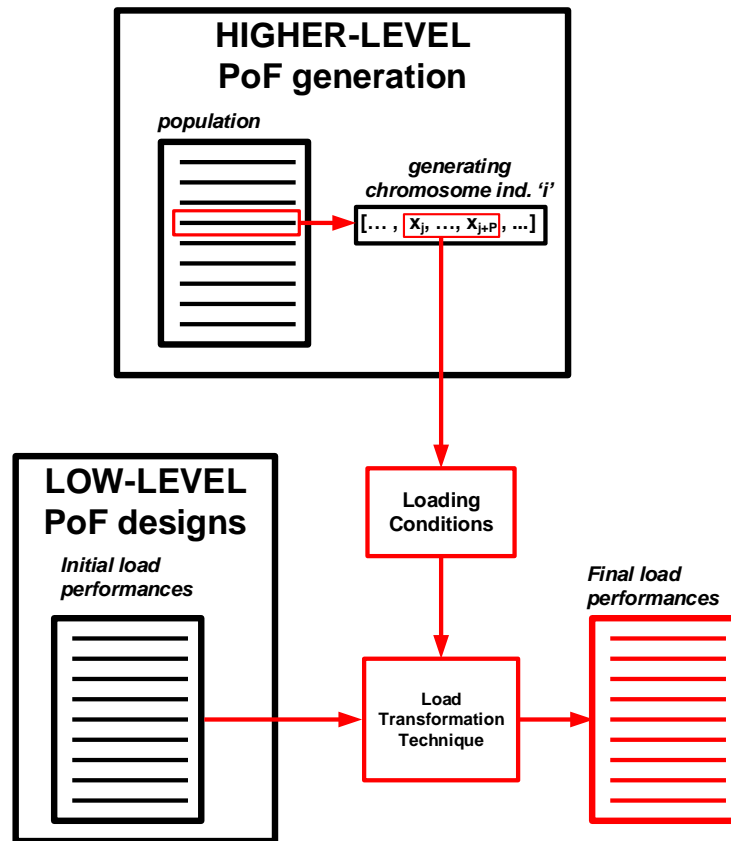 HIGHER-LEVEL
PoF generation
population
generating
chromosome ind. ‘i’
[... , xj, ..., xj+P, ...]
LOW-LEVEL
PoF designs
Initial load
performances
Loading
Conditions
Final load
performances
Load
Transformation
Technique